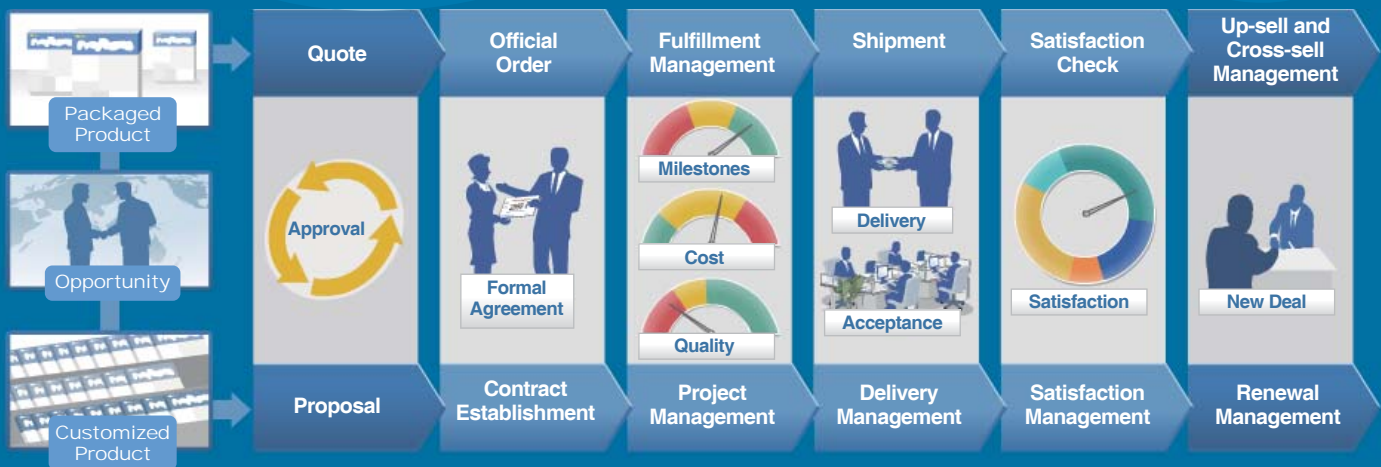 Packaged
Product
Opportunity
Customized
Product
Quote
Official
Order
Fulfillment
Management
Shipment
Satisfaction
Check
Up-sell and
Cross-sell
Management
Approval
Formal
Agreement
Milestones
Cost
Quality
Delivery
Acceptance
Satisfaction
New Deal
Proposal
Contract
Establishment
Project
Management
Delivery
Management
Satisfaction
Management
Renewal
Management